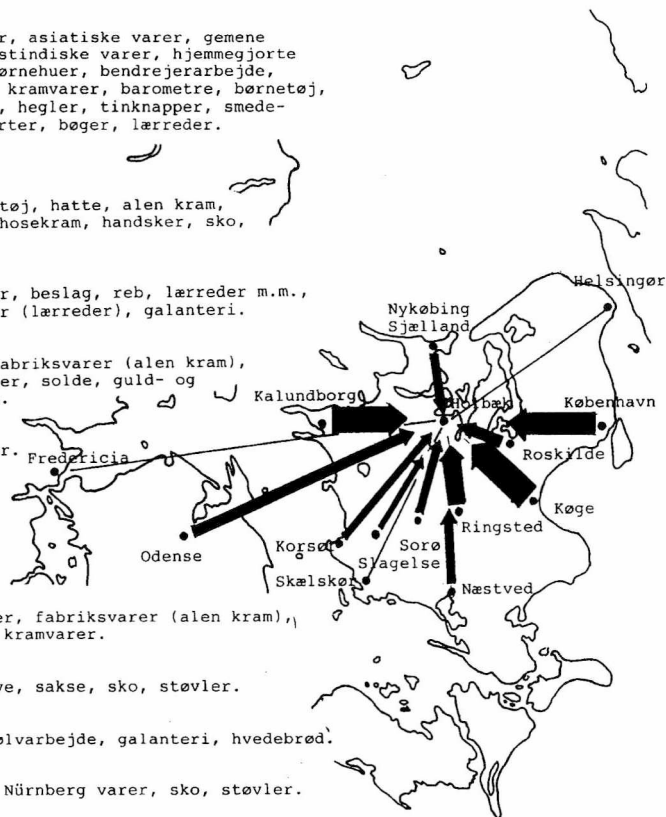 r, asiatiske varer, gemene
stindiske varer, hjemmegjorte
ørnehuer, bendrejerarbejde,
kramvarer, barometre, børnetøj,
, hegler, tinknapper, smede-
rter, bøger, lærreder.
tøj, hatte, alen kram,
hosekram, handsker, sko,
r, beslag, reb, lærreder m.m.,
r (lærreder), galanteri.
abriksvarer (alen kram),
er, solde, guld- og
.
r.
Helsingør
Nykøbing
Sjælland
Kalundborg
Holbæk
København
Roskilde
Fredericia
Køge
Ringsted
Odense
Korsør
Sorø
Slagelse
Skælskør
Næstved
er, fabriksvarer (alen kram),
kramvarer.
ve, sakse, sko, støvler.
ølvarbejde, galanteri, hvedebrød.
Nürnberg varer, sko, støvler.